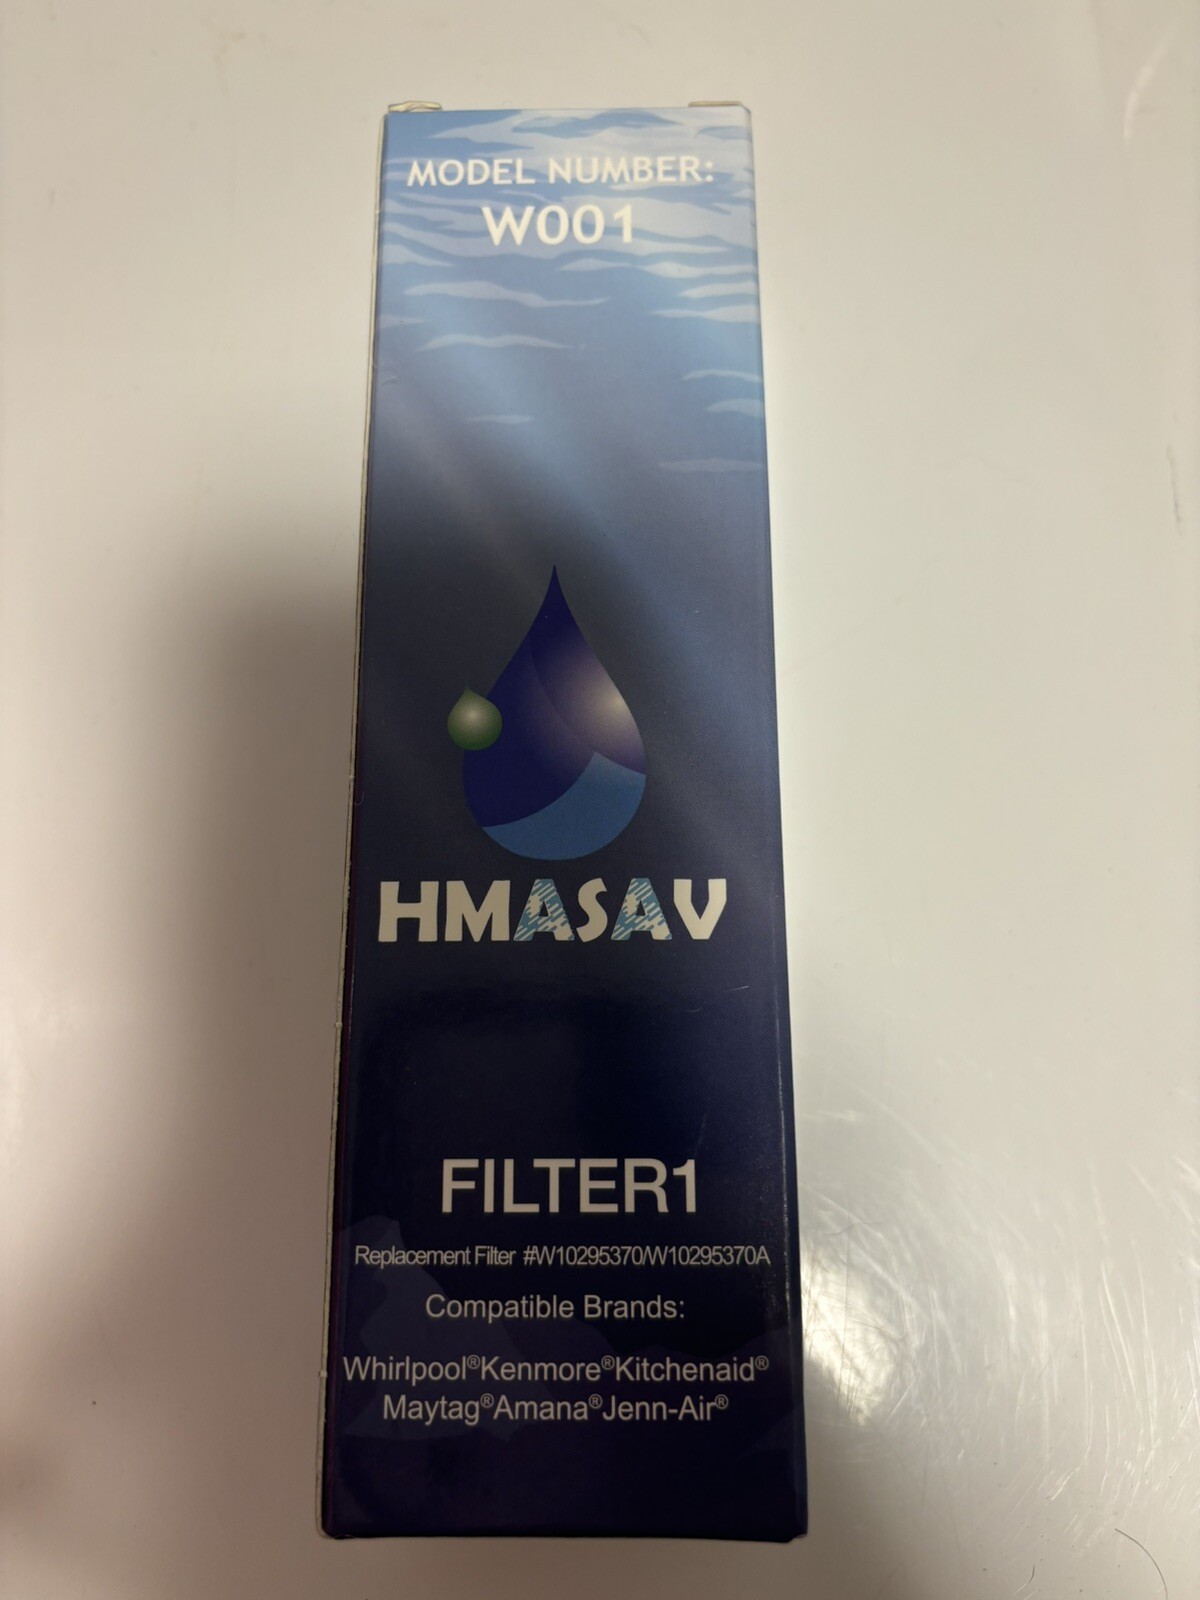 MODEL NUMBER:
W001
HMASAV
FILTER1
Replacement Filter #W10295370/W10295370A
Compatible Brands:
Whirlpool®Kenmore®Kitchenaid®
Maytag®Amana®Jenn-Air®